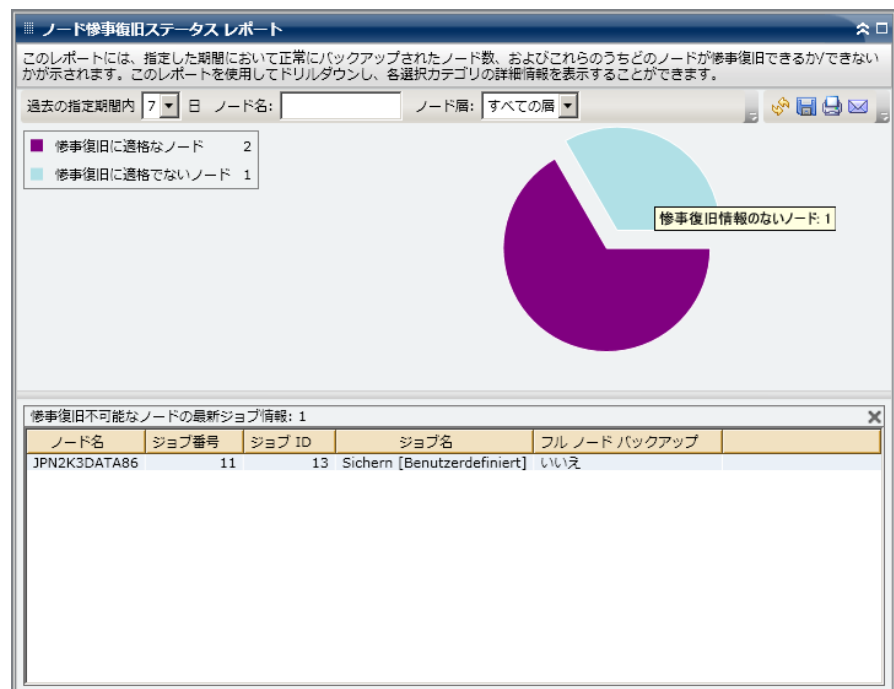 ノード惨事復旧ステータス レポート
このレポートには、指定した期間において正常にバックアップされたノード数、およびこれらのうちどのノードが惨事復旧できるか/できない
かが示されます。このレポートを使用してドリルダウンし、各選択カテゴリの詳細情報を表示することができます。
過去の指定期間内 7 日 ノード名: ノード層: すべての層
惨事復旧に適格なノード 2
惨事復旧に適格でないノード 1
惨事復旧情報のないノード: 1
惨事復旧不可能なノードの最新ジョブ情報: 1
ノード名 ジョブ番号 ジョブ ID ジョブ名 フル ノード バックアップ
JPN2K3DATA86 11 13 Sichern [Benutzerdefiniert] いいえ